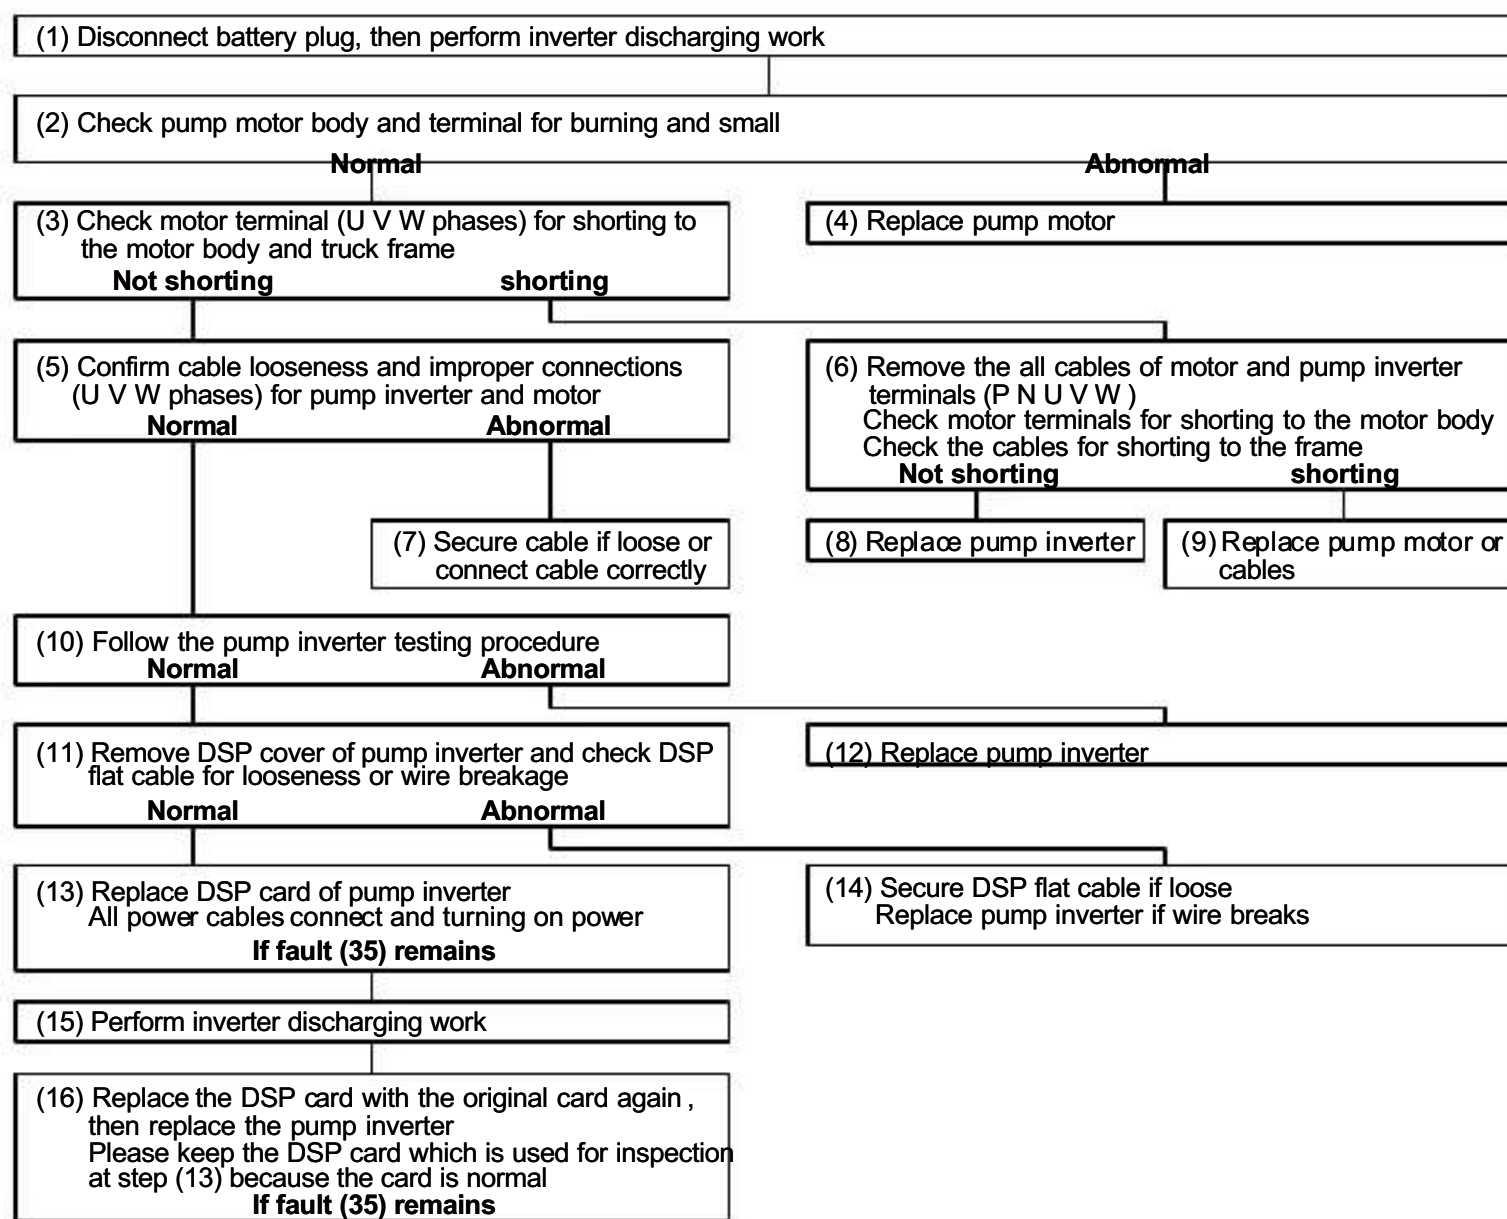 (1) Disconnect battery plug, then perform inverter discharging work
(2) Check pump motor body and terminal for burning and small
Normal
Abnormal
(3) Check motor terminal (U V W phases) for shorting to
the motor body and truck frame
Not shorting
shorting
(4) Replace pump motor
(5) Confirm cable looseness and improper connections
(U V W phases) for pump inverter and motor
Normal
Abnormal
(6) Remove the all cables of motor and pump inverter
terminals (P N U V W )
Check motor terminals for shorting to the motor body
Check the cables for shorting to the frame
Not shorting
shorting
(7) Secure cable if loose or
connect cable correctly
(8) Replace pump inverter
(9) Replace pump motor or
cables
(10) Follow the pump inverter testing procedure
Normal
Abnormal
(11) Remove DSP cover of pump inverter and check DSP
flat cable for looseness or wire breakage
Normal
Abnormal
(12) Replace pump inverter
(13) Replace DSP card of pump inverter
All power cables connect and turning on power
If fault (35) remains
(14) Secure DSP flat cable if loose
Replace pump inverter if wire breaks
(15) Perform inverter discharging work
(16) Replace the DSP card with the original card again ,
then replace the pump inverter
Please keep the DSP card which is used for inspection
at step (13) because the card is normal
If fault (35) remains